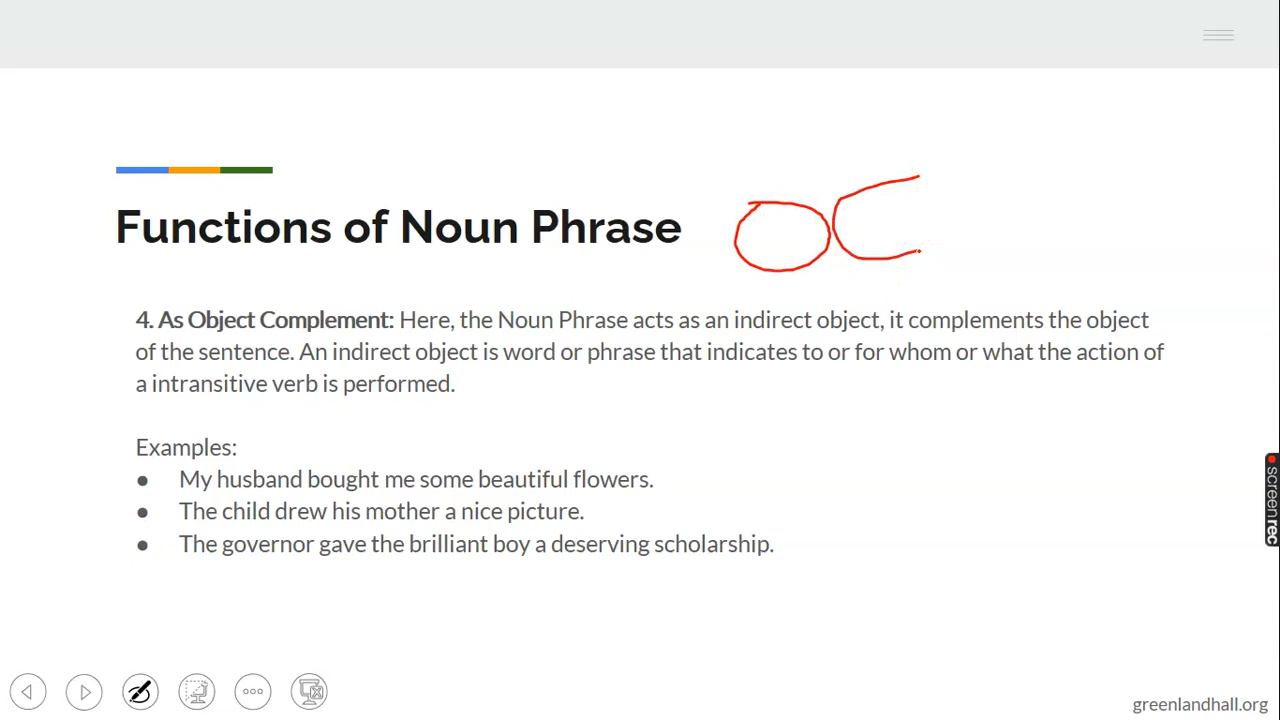 Functions of Noun Phrase OC
4. As Object Complement: Here, the Noun Phrase acts as an indirect object, it complements the object
of the sentence. An indirect object is word or phrase that indicates to or for whom or what the action of
a intransitive verb is performed.
Examples:
● My husband bought me some beautiful flowers.
● The child drew his mother a nice picture.
● The governor gave the brilliant boy a deserving scholarship.
screenrec
greenlandhall.org